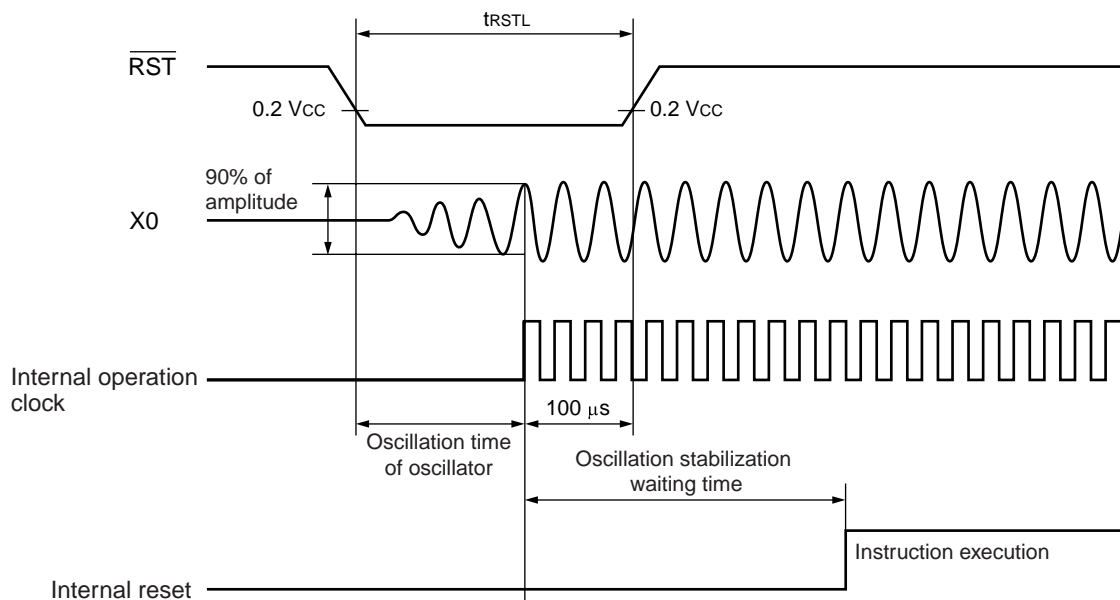 tRSTL
RST
0.2 VCC
0.2 VCC
90% of
amplitude
X0
Internal operation
clock
100 μs
Oscillation time
of oscillator
Oscillation stabilization
waiting time
Instruction execution
Internal reset